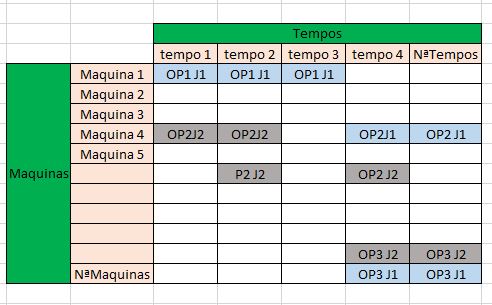 Tempos
tempo 1 tempo 2 tempo 3 tempo 4 NªTempos
Maquina 1 OP1 J1 OP1 J1 OP1 J1
Maquina 2
Maquina 3
Maquina 4 OP2J2 OP2J2 OP2J1 OP2 J1
Maquina 5
Maquinas P2 J2 OP2 J2
OP3 J2 OP3 J2
NªMaquinas OP3 J1 OP3 J1